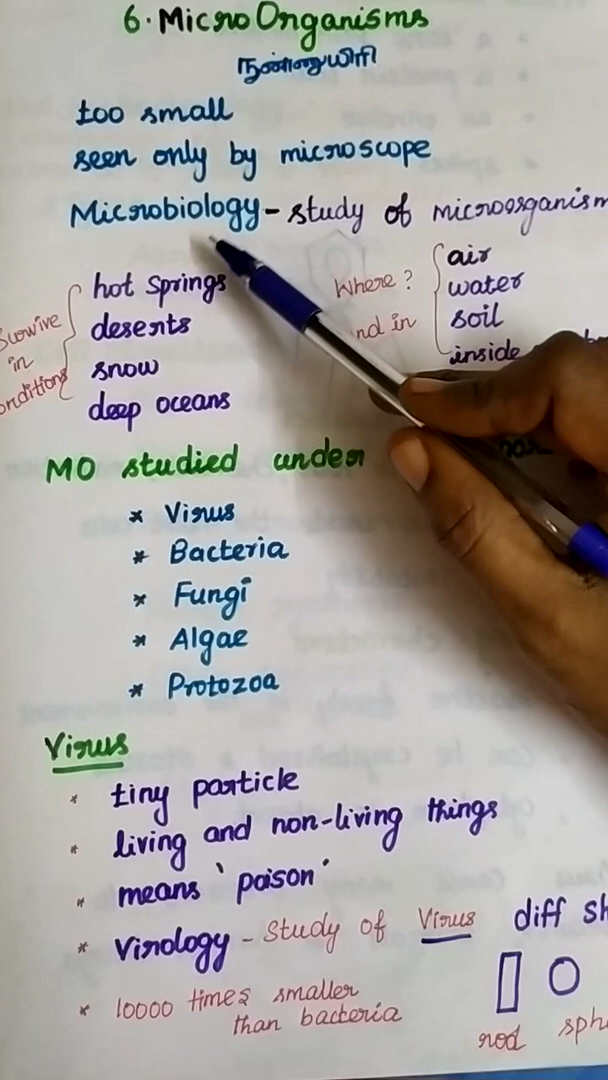 6. MicroOrganisms
நுண்ணுயிரி
too small
seen only by microscope
Microbiology - study of microorganism
Survive in conditions
hot Springs
deserts
snow
deep oceans
Where?
air
water
soil
inside
MO studied under
* Virus
* Bacteria
* Fungi
* Algae
* Protozoa
Virus
* tiny particle
* living and non-living things
* means 'poison'
* Virology - Study of Virus
diff
* 10000 times smaller
than bacteria
rod